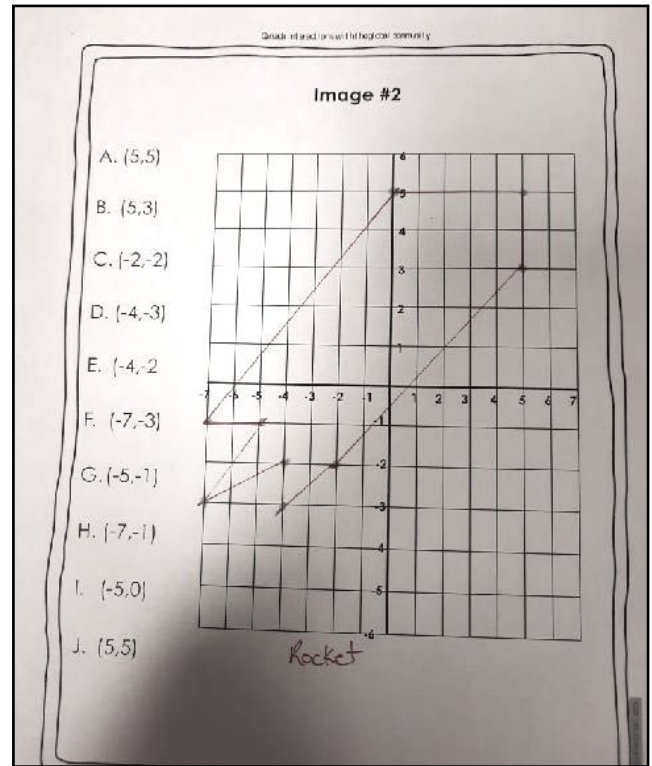 Image #2
A. (5,5)
B. (5,3)
C. (-2,-2)
D. (-4,-3)
E. (-4,-2
F. (-7,-3)
G. (-5,-1)
H. (-7,-1)
I. (-5,0)
J. (5,5)
6
5
4
3
2
1
-7 -6 -5 -4 -3 -2 -1 1 2 3 4 5 6 7
-1
-2
-3
-4
-5
-6
Rocket